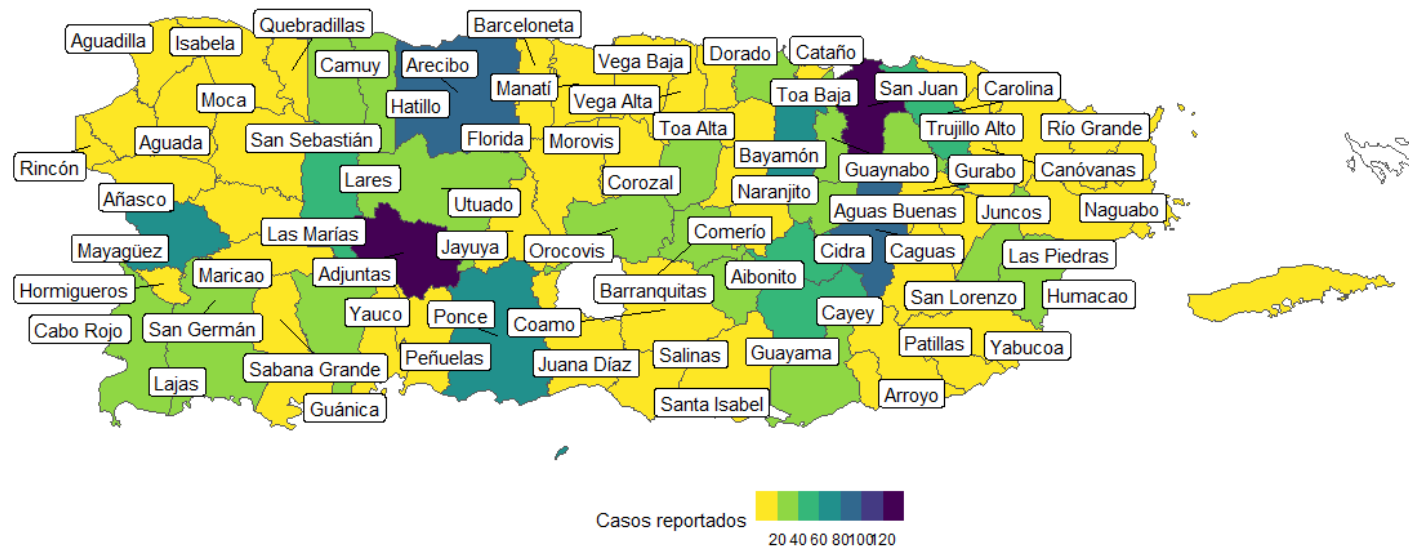 Quebradillas
Barceloneta
Aguadilla
Isabela
Dorado
Cataño
Vega Baja
Camuy
Arecibo
Manatí
Toa Baja
San Juan
Carolina
Moca
Hatillo
Vega Alta
San Sebastián
Florida
Morovis
Toa Alta
Trujillo Alto
Río Grande
Aguada
Bayamón
Rincón
Guaynabo
Gurabo
Canóvanas
Lares
Corozal
Naranjito
Añasco
Utuado
Aguas Buenas
Juncos
Naguabo
Las Marías
Comerío
Mayagüez
Jayuya
Orocovis
Cidra
Caguas
Las Piedras
Maricao
Adjuntas
Aibonito
Hormigueros
Barranquitas
San Lorenzo
Humacao
Cabo Rojo
San Germán
Yauco
Ponce
Coamo
Cayey
Patillas
Yabucoa
Peñuelas
Juana Díaz
Salinas
Guayama
Sabana Grande
Lajas
Guánica
Santa Isabel
Arroyo
Casos reportados
20 40 60 80 100 120